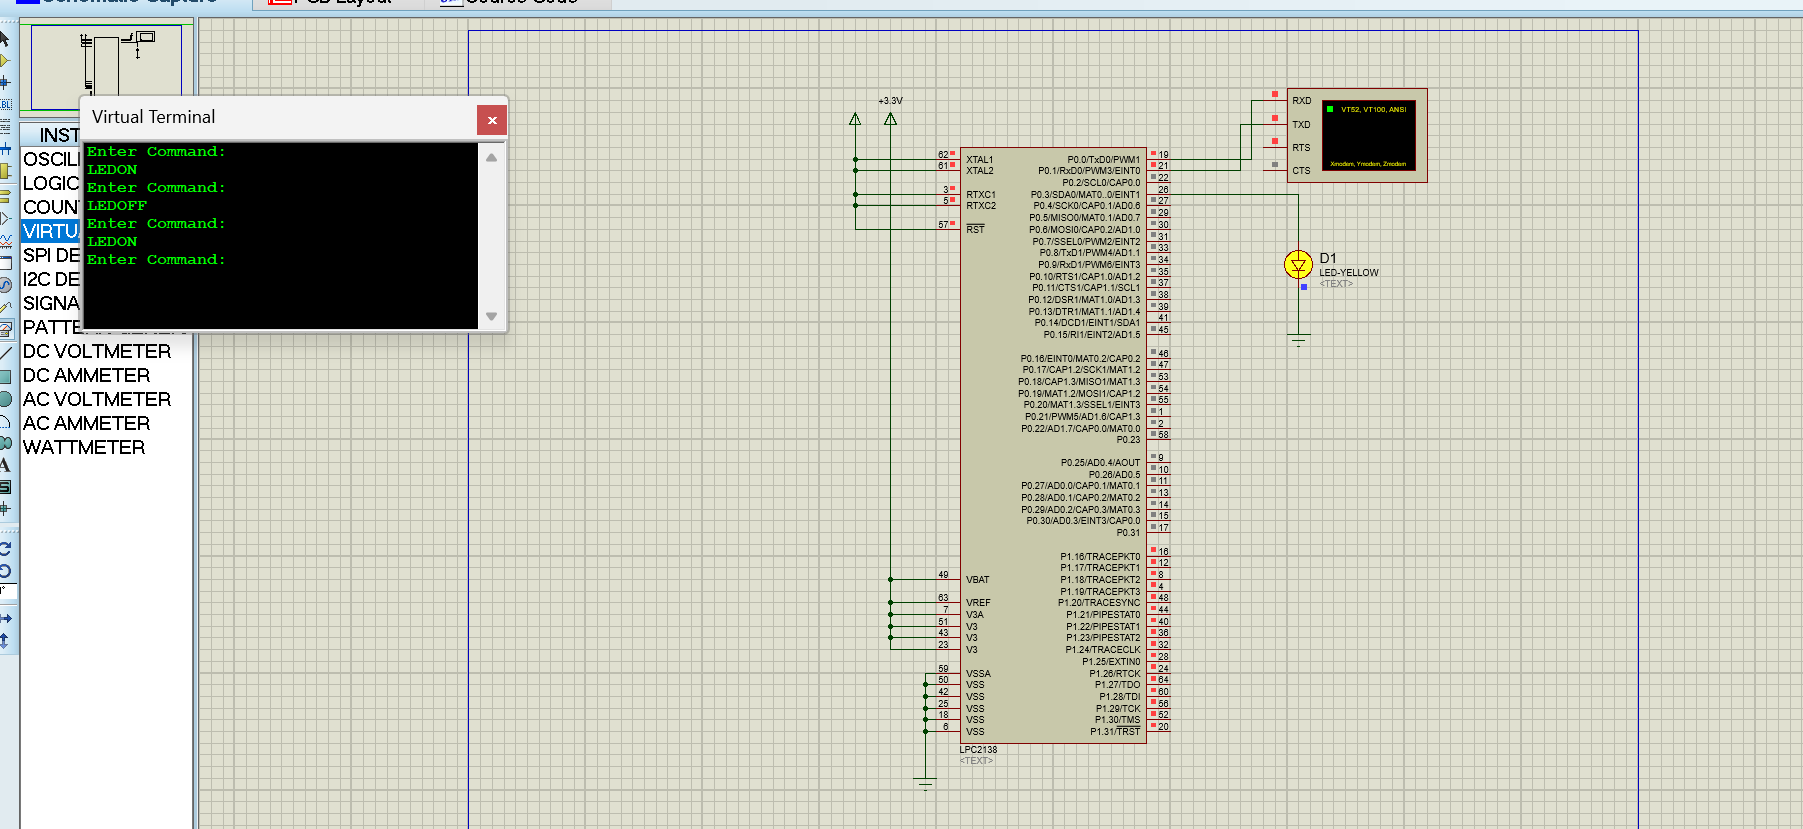 Schematic Capture
PCB Layout
Source Code
Virtual Terminal
Enter Command:
LEDON
Enter Command:
LEDOFF
Enter Command:
LEDON
Enter Command:
INST
OSCIL
LOGIC
COUN
VIRTU
SPI DE
I2C DE
SIGNA
DC VOLTMETER
DC AMMETER
AC VOLTMETER
AC AMMETER
WATTMETER
+3.3V
62 XTAL1
61 XTAL2
3 RTXC1
5 RTXC2
57 RST
49 VBAT
63 VREF
7 V3A
51 V3
43 V3
23 V3
59 VSSA
50 VSS
42 VSS
25 VSS
18 VSS
6 VSS
P0.0/TxD0/PWM1 19
P0.1/RxD0/PWM3/EINT0 21
P0.2/SCL0/CAP0.0 22
P0.3/SDA0/MAT0..0/EINT1 26
P0.4/SCK0/CAP0.1/AD0.6 27
P0.5/MISO0/MAT0.1/AD0.7 29
P0.6/MOSI0/CAP0.2/AD1.0 30
P0.7/SSEL0/PWM2/EINT2 31
P0.8/TxD1/PWM4/AD1.1 33
P0.9/RxD1/PWM6/EINT3 34
P0.10/RTS1/CAP1.0/AD1.2 35
P0.11/CTS1/CAP1.1/SCL1 37
P0.12/DSR1/MAT1.0/AD1.3 38
P0.13/DTR1/MAT1.1/AD1.4 39
P0.14/DCD1/EINT1/SDA1 41
P0.15/RI1/EINT2/AD1.5 45
P0.16/EINT0/MAT0.2/CAP0.2 46
P0.17/CAP1.2/SCK1/MAT1.2 47
P0.18/CAP1.3/MISO1/MAT1.3 53
P0.19/MAT1.2/MOSI1/CAP1.2 54
P0.20/MAT1.3/SSEL1/EINT3 55
P0.21/PWM5/AD1.6/CAP1.3 1
P0.22/AD1.7/CAP0.0/MAT0.0 2
P0.23 58
P0.25/AD0.4/AOUT 9
P0.26/AD0.5 10
P0.27/AD0.0/CAP0.1/MAT0.1 11
P0.28/AD0.1/CAP0.2/MAT0.2 13
P0.29/AD0.2/CAP0.3/MAT0.3 14
P0.30/AD0.3/EINT3/CAP0.0 15
P0.31 17
P1.16/TRACEPKT0 16
P1.17/TRACEPKT1 12
P1.18/TRACEPKT2 8
P1.19/TRACEPKT3 4
P1.20/TRACESYNC 48
P1.21/PIPESTAT0 44
P1.22/PIPESTAT1 40
P1.23/PIPESTAT2 36
P1.24/TRACECLK 32
P1.25/EXTIN0 28
P1.26/RTCK 24
P1.27/TDO 64
P1.28/TDI 60
P1.29/TCK 56
P1.30/TMS 52
P1.31/TRST 20
LPC2138
<TEXT>
RXD
TXD
RTS
CTS
VT52, VT100, ANSI
Xmodem, Ymodem, Zmodem
D1
LED-YELLOW
<TEXT>